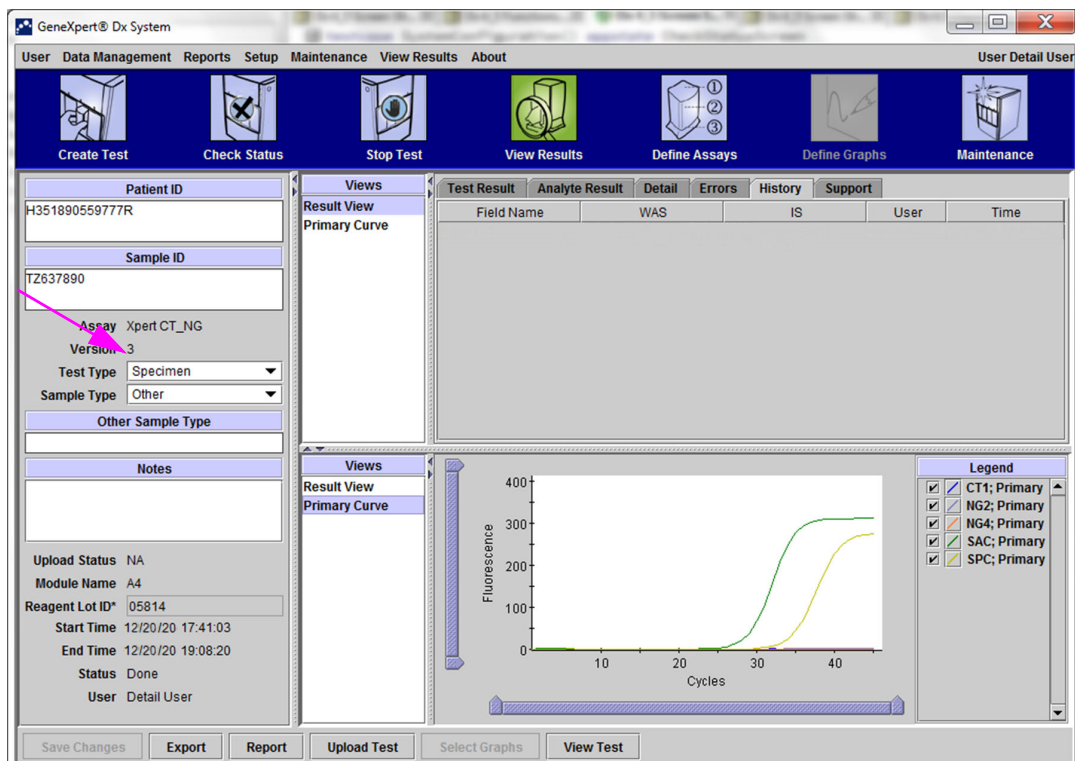 GeneXpert® Dx System
User Data Management Reports Setup Maintenance View Results About User Detail User
Create Test Check Status Stop Test View Results Define Assays Define Graphs Maintenance
Patient ID
H351890559777R
Sample ID
TZ637890
Assay Xpert CT_NG
Version 3
Test Type Specimen
Sample Type Other
Other Sample Type
Notes
Upload Status NA
Module Name A4
Reagent Lot ID* 05814
Start Time 12/20/20 17:41:03
End Time 12/20/20 19:08:20
Status Done
User Detail User
Views
Result View
Primary Curve
Test Result Analyte Result Detail Errors History Support
Field Name WAS IS User Time
Views
Result View
Primary Curve
Fluorescence
400
300
200
100
0
10 20 30 40
Cycles
Legend
CT1; Primary
NG2; Primary
NG4; Primary
SAC; Primary
SPC; Primary
Save Changes Export Report Upload Test Select Graphs View Test